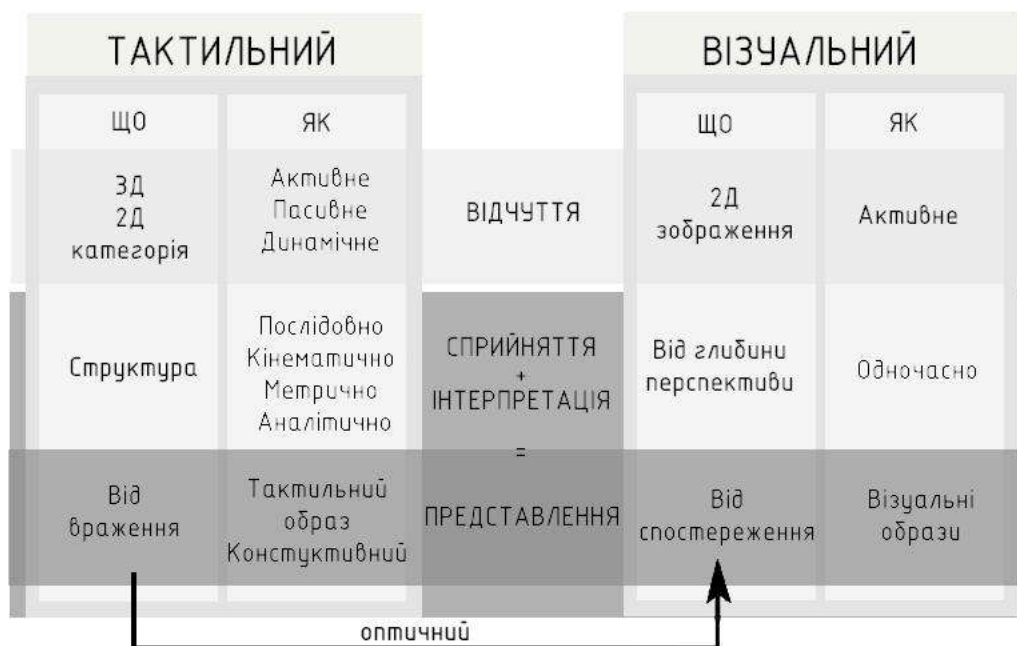 ТАКТИЛЬНИЙ
ВІЗУАЛЬНИЙ
ЩО
ЯК
ЩО
ЯК
3Д
2Д
категорія
Активне
Пасивне
Динамічне
ВІДЧУТТЯ
2Д
зображення
Активне
Структура
Послідовно
Кінематично
Метрично
Аналітично
СПРИЙНЯТТЯ
+
ІНТЕРПРЕТАЦІЯ
=
Від глибини
перспективи
Одночасно
Від
враження
Тактильний
образ
Констуктивний
ПРЕДСТАВЛЕННЯ
Від
спостереження
Візуальні
образи
оптичний